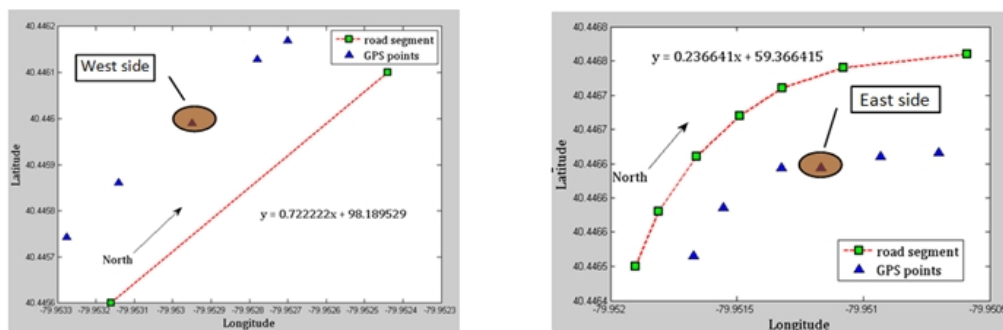 40.4462
40.4461
40.446
40.4459
40.4458
40.4457
40.4456
Latitude
West side
road segment
GPS points
y = 0.722222x + 98.189529
North
-79.9533 -79.9532 -79.9531 -79.953 -79.9529 -79.9528 -79.9527 -79.9526 -79.9525 -79.9524 -79.9523
Longitude
40.4468
40.4468
40.4467
40.4467
40.4466
40.4466
40.4465
40.4464
Latitude
y = 0.236641x + 59.366415
East side
North
road segment
GPS points
-79.952 -79.9515 -79.951 -79.9505
Longitude